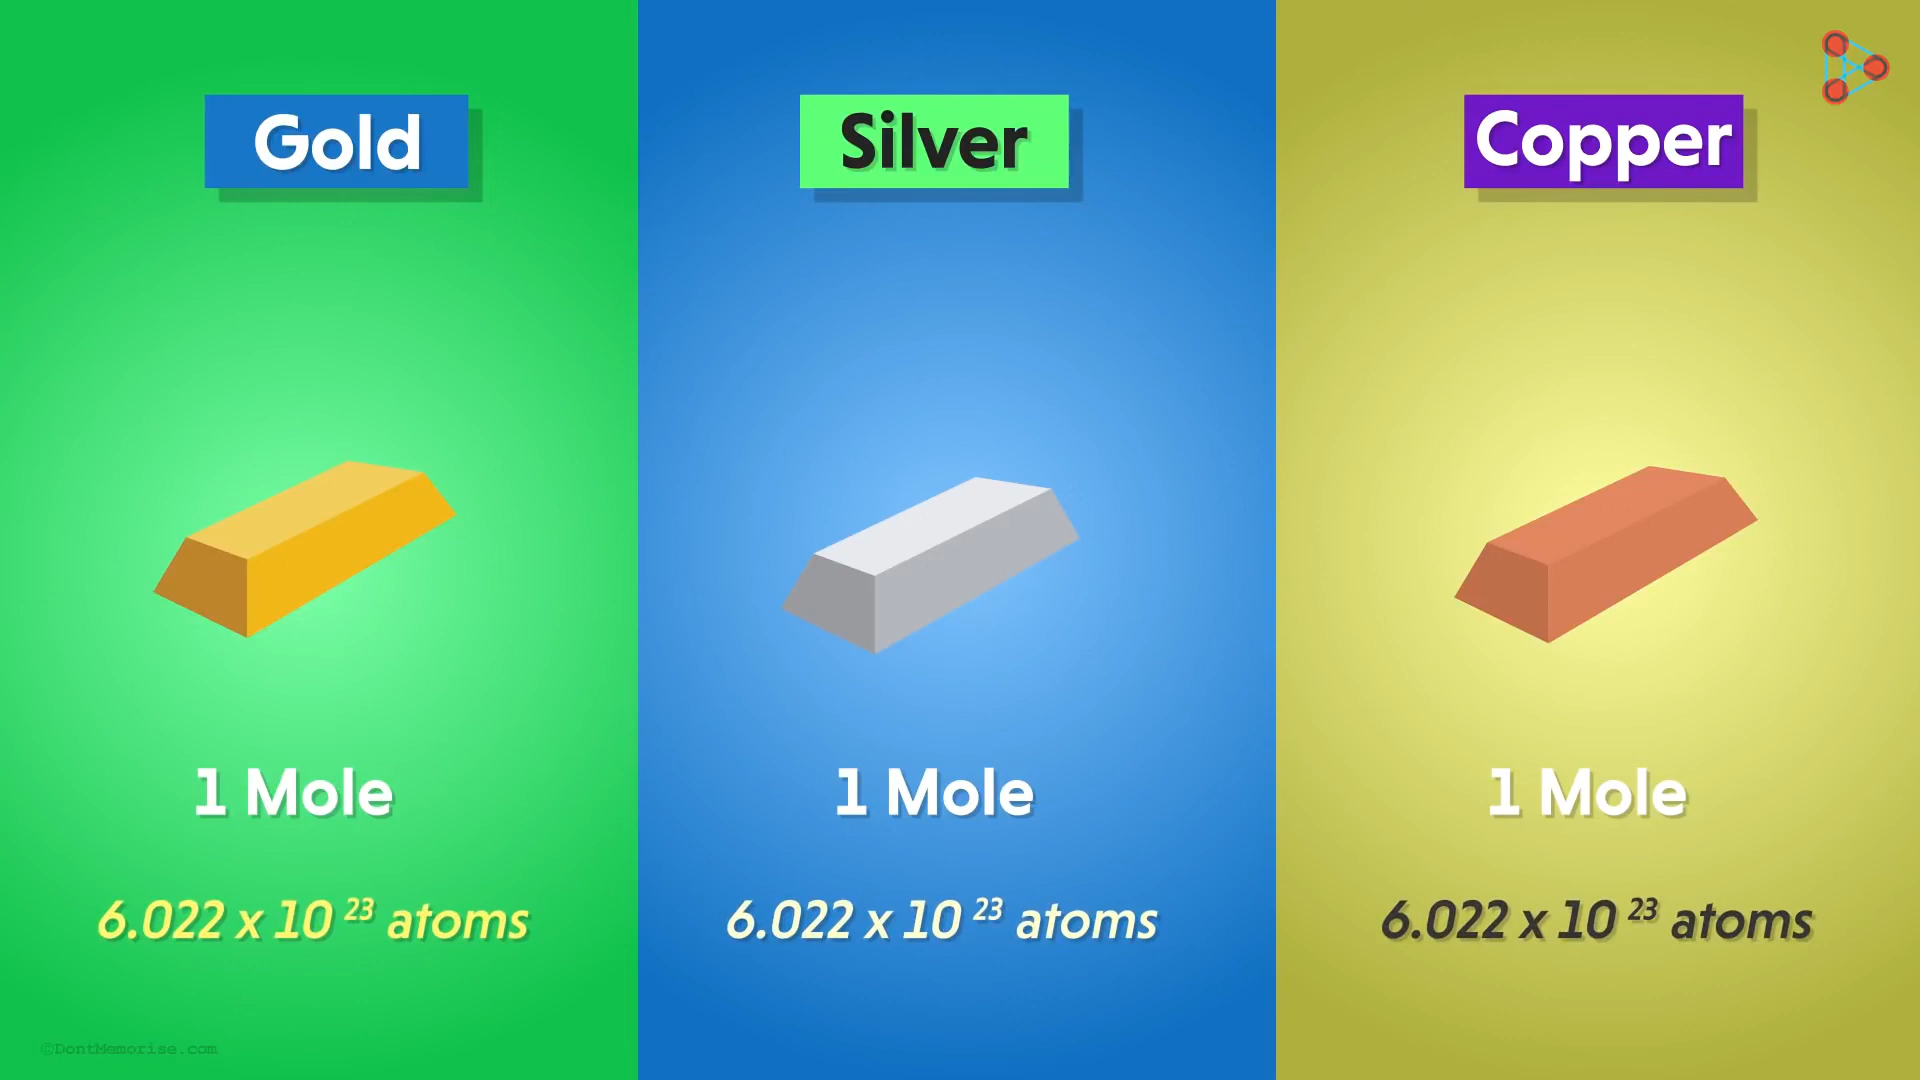 Gold
Silver
Copper
1 Mole
1 Mole
1 Mole
6.022 x 10 ²³ atoms
6.022 x 10 ²³ atoms
6.022 x 10 ²³ atoms
©DontMemorise.com